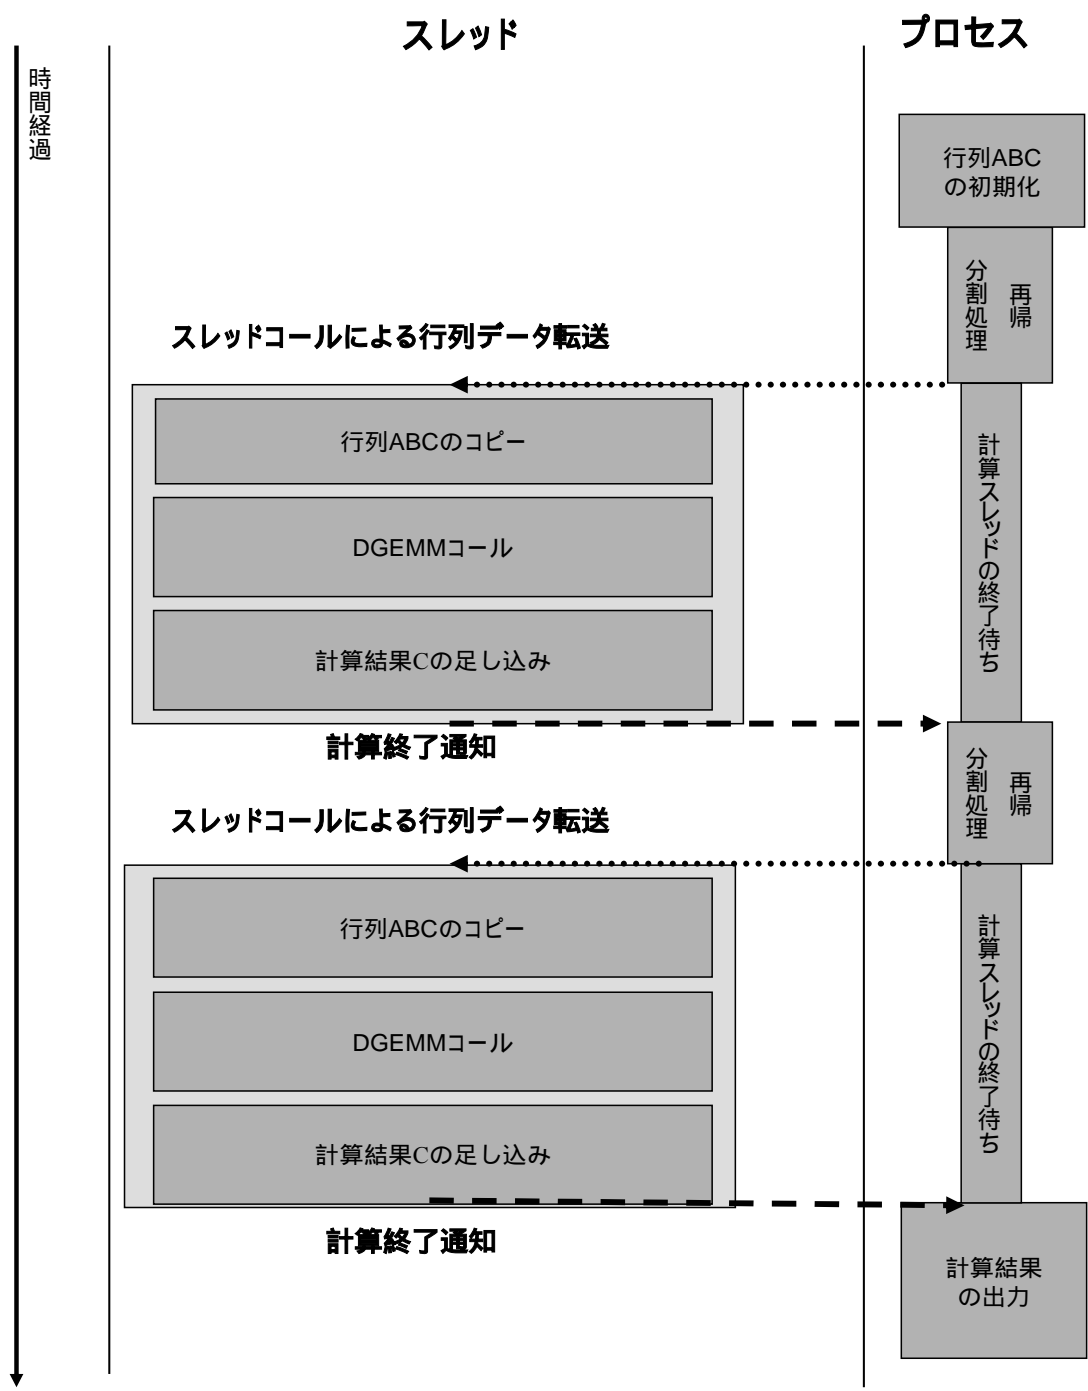 スレッド
プロセス
時間経過
行列ABC
の初期化
再帰
分割処理
スレッドコールによる行列データ転送
行列ABCのコピー
DGEMMコール
計算結果Cの足し込み
計算スレッドの終了待ち
計算終了通知
再帰
分割処理
スレッドコールによる行列データ転送
行列ABCのコピー
DGEMMコール
計算結果Cの足し込み
計算スレッドの終了待ち
計算終了通知
計算結果
の出力